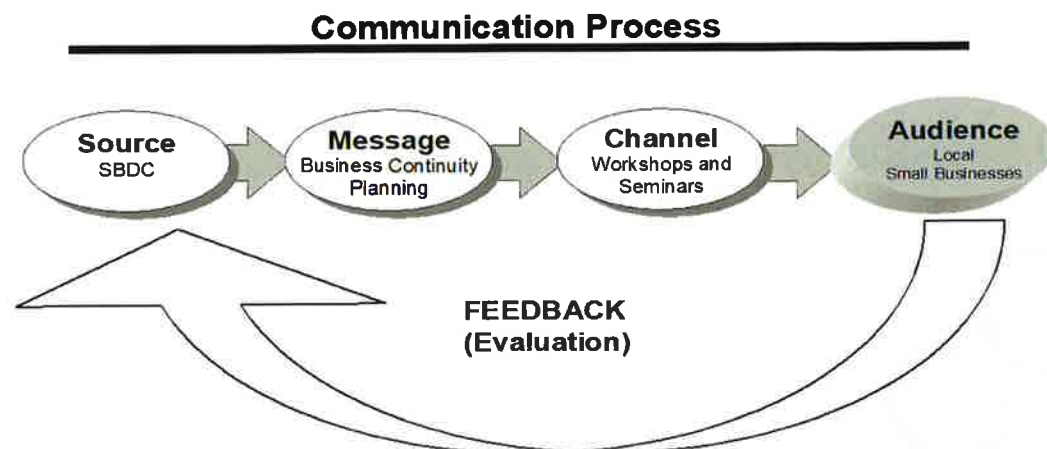 Communication Process
Source
SBDC
Message
Business Continuity
Planning
Channel
Workshops and
Seminars
Audience
Local
Small Businesses
FEEDBACK
(Evaluation)